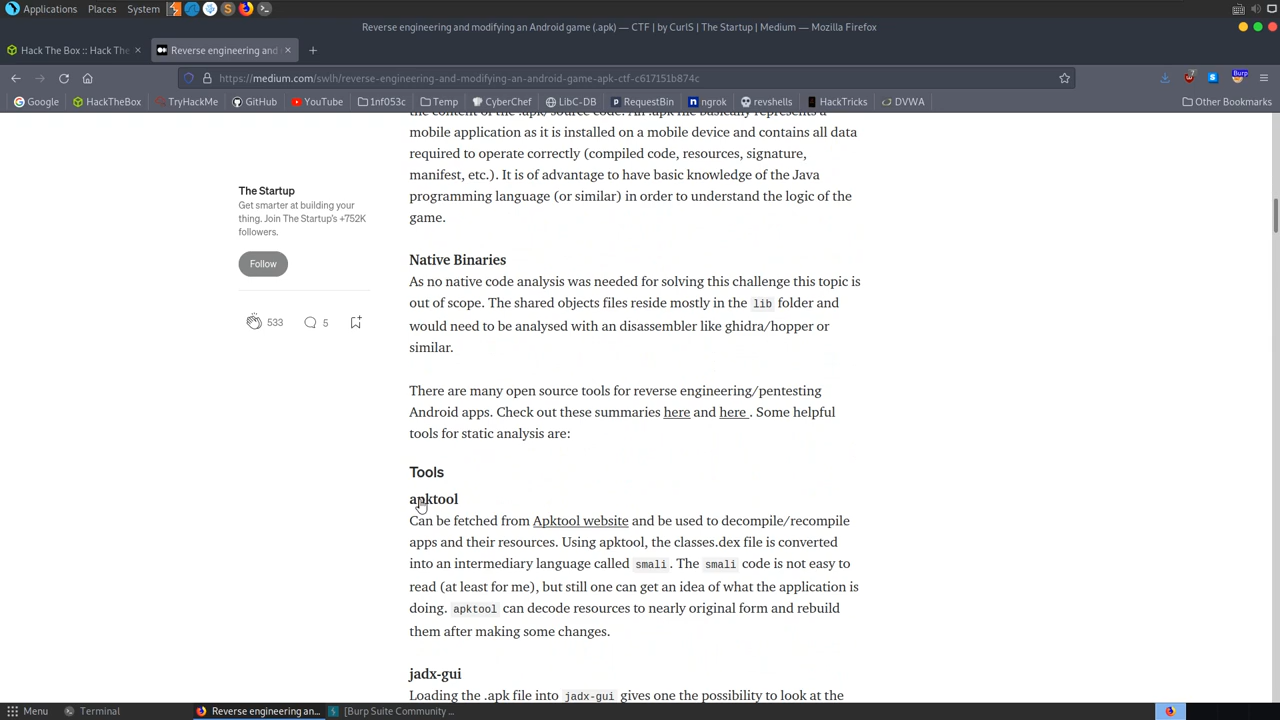 Applications Places System
Reverse engineering and modifying an Android game (.apk) — CTF | by CurlS | The Startup | Medium — Mozilla Firefox
Hack The Box :: Hack The
Reverse engineering and
https://medium.com/swlh/reverse-engineering-and-modifying-an-android-game-apk-ctf-c617151b874c
Burp
Google HackTheBox TryHackMe GitHub YouTube 1nf053c Temp CyberChef LibC-DB RequestBin ngrok revshells HackTricks DVWA Other Bookmarks
the content of the .apk/ source code. An .apk file basically represents a
mobile application as it is installed on a mobile device and contains all data
required to operate correctly (compiled code, resources, signature,
manifest, etc.). It is of advantage to have basic knowledge of the Java
programming language (or similar) in order to understand the logic of the
game.
The Startup
Get smarter at building your
thing. Join The Startup's +752K
followers.
Follow
533 5
Native Binaries
As no native code analysis was needed for solving this challenge this topic is
out of scope. The shared objects files reside mostly in the lib folder and
would need to be analysed with an disassembler like ghidra/hopper or
similar.
There are many open source tools for reverse engineering/pentesting
Android apps. Check out these summaries here and here . Some helpful
tools for static analysis are:
Tools
apktool
Can be fetched from Apktool website and be used to decompile/recompile
apps and their resources. Using apktool, the classes.dex file is converted
into an intermediary language called smali. The smali code is not easy to
read (at least for me), but still one can get an idea of what the application is
doing. apktool can decode resources to nearly original form and rebuild
them after making some changes.
jadx-gui
Loading the .apk file into jadx-gui gives one the possibility to look at the
Menu Terminal Reverse engineering an... [Burp Suite Community ...